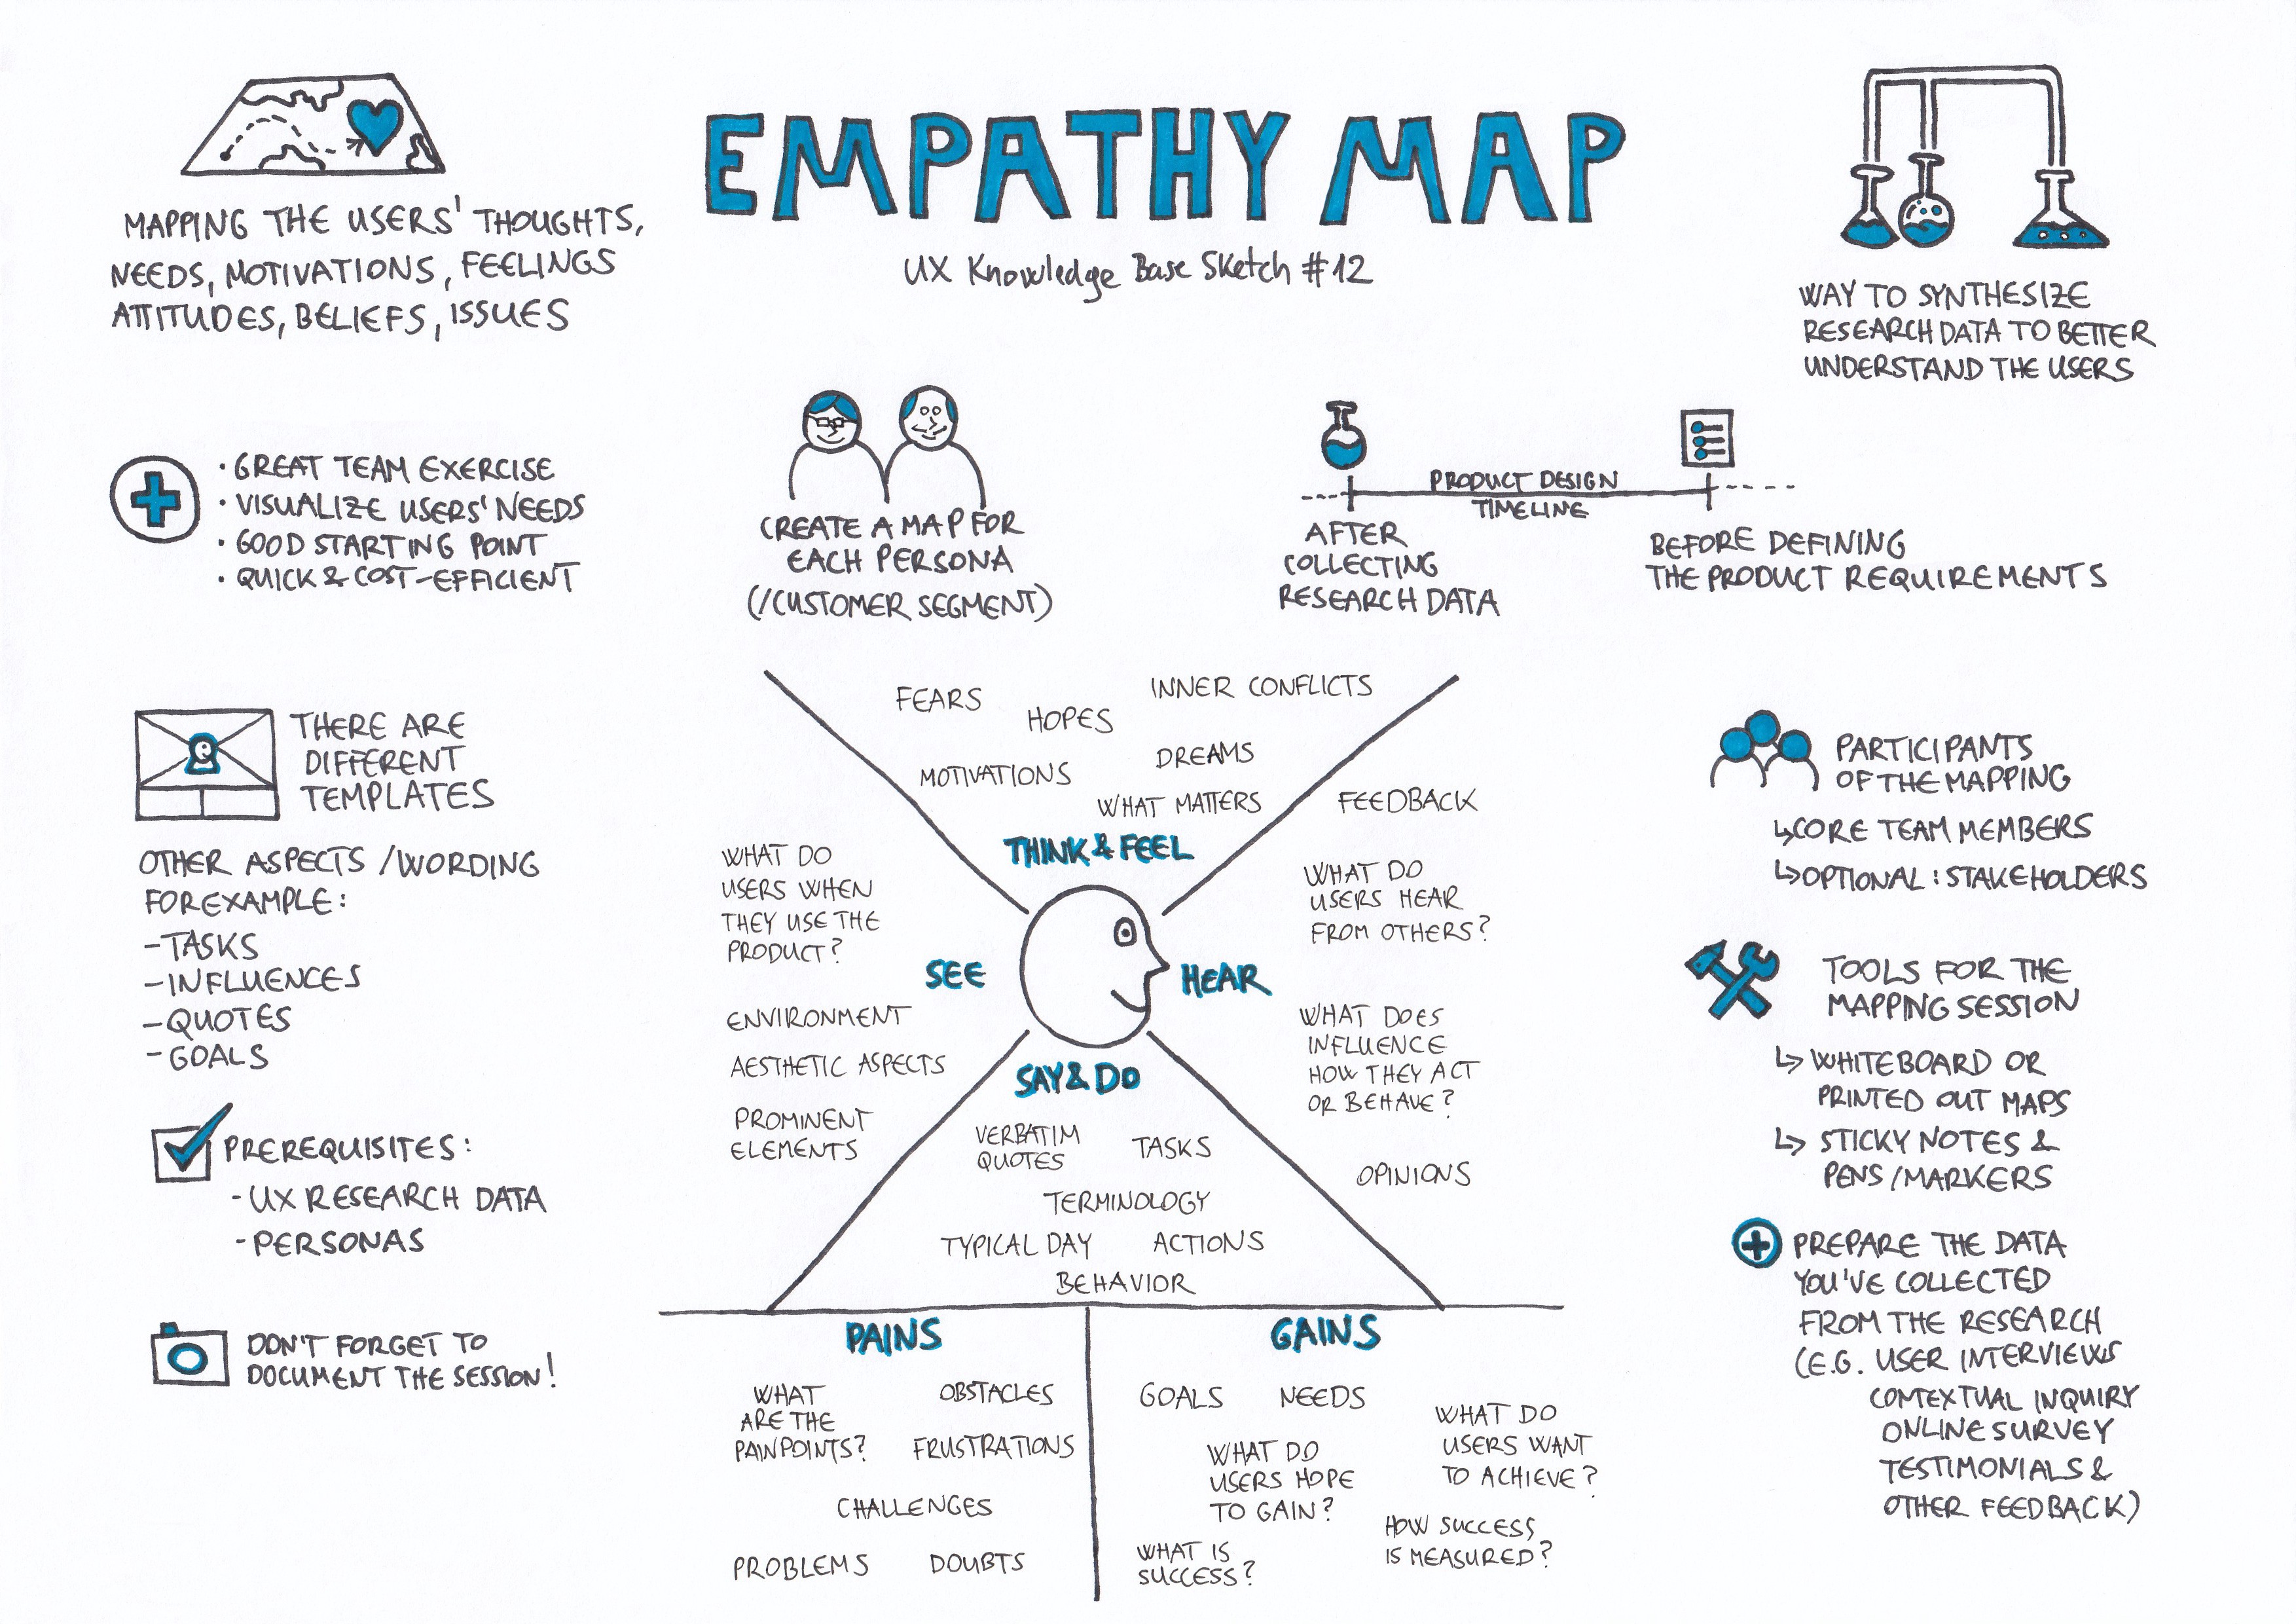 EMPATHY MAP
UX Knowledge Base Sketch #12
MAPPING THE USERS' THOUGHTS,
NEEDS, MOTIVATIONS, FEELINGS
ATTITUDES, BELIEFS, ISSUES
WAY TO SYNTHESIZE
RESEARCH DATA TO BETTER
UNDERSTAND THE USERS
• GREAT TEAM EXERCISE
• VISUALIZE USERS' NEEDS
• GOOD STARTING POINT
• QUICK & COST-EFFICIENT
CREATE A MAP FOR
EACH PERSONA
(/CUSTOMER SEGMENT)
PRODUCT DESIGN
TIMELINE
AFTER
COLLECTING
RESEARCH DATA
BEFORE DEFINING
THE PRODUCT REQUIREMENTS
THERE ARE
DIFFERENT
TEMPLATES
OTHER ASPECTS /WORDING
FOR EXAMPLE:
-TASKS
-INFLUENCES
-QUOTES
-GOALS
PREREQUISITES:
-UX RESEARCH DATA
-PERSONAS
DON'T FORGET TO
DOCUMENT THE SESSION!
FEARS
HOPES
INNER CONFLICTS
MOTIVATIONS
DREAMS
WHAT MATTERS
THINK & FEEL
WHAT DO
USERS WHEN
THEY USE THE
PRODUCT?
SEE
ENVIRONMENT
AESTHETIC ASPECTS
PROMINENT
ELEMENTS
FEEDBACK
WHAT DO
USERS HEAR
FROM OTHERS?
HEAR
WHAT DOES
INFLUENCE
HOW THEY ACT
OR BEHAVE?
OPINIONS
SAY & DO
VERBATIM
QUOTES
TASKS
TERMINOLOGY
TYPICAL DAY
ACTIONS
BEHAVIOR
PAINS
WHAT
ARE THE
PAINPOINTS?
OBSTACLES
FRUSTRATIONS
CHALLENGES
PROBLEMS
DOUBTS
GAINS
GOALS
NEEDS
WHAT DO
USERS HOPE
TO GAIN?
WHAT DO
USERS WANT
TO ACHIEVE?
WHAT IS
SUCCESS?
HOW SUCCESS
IS MEASURED?
PARTICIPANTS
OF THE MAPPING
↳ CORE TEAM MEMBERS
↳ OPTIONAL: STAKEHOLDERS
TOOLS FOR THE
MAPPING SESSION
↳ WHITEBOARD OR
PRINTED OUT MAPS
↳ STICKY NOTES &
PENS/MARKERS
PREPARE THE DATA
YOU'VE COLLECTED
FROM THE RESEARCH
(E.G. USER INTERVIEWS
CONTEXTUAL INQUIRY
ONLINE SURVEY
TESTIMONIALS &
OTHER FEEDBACK)